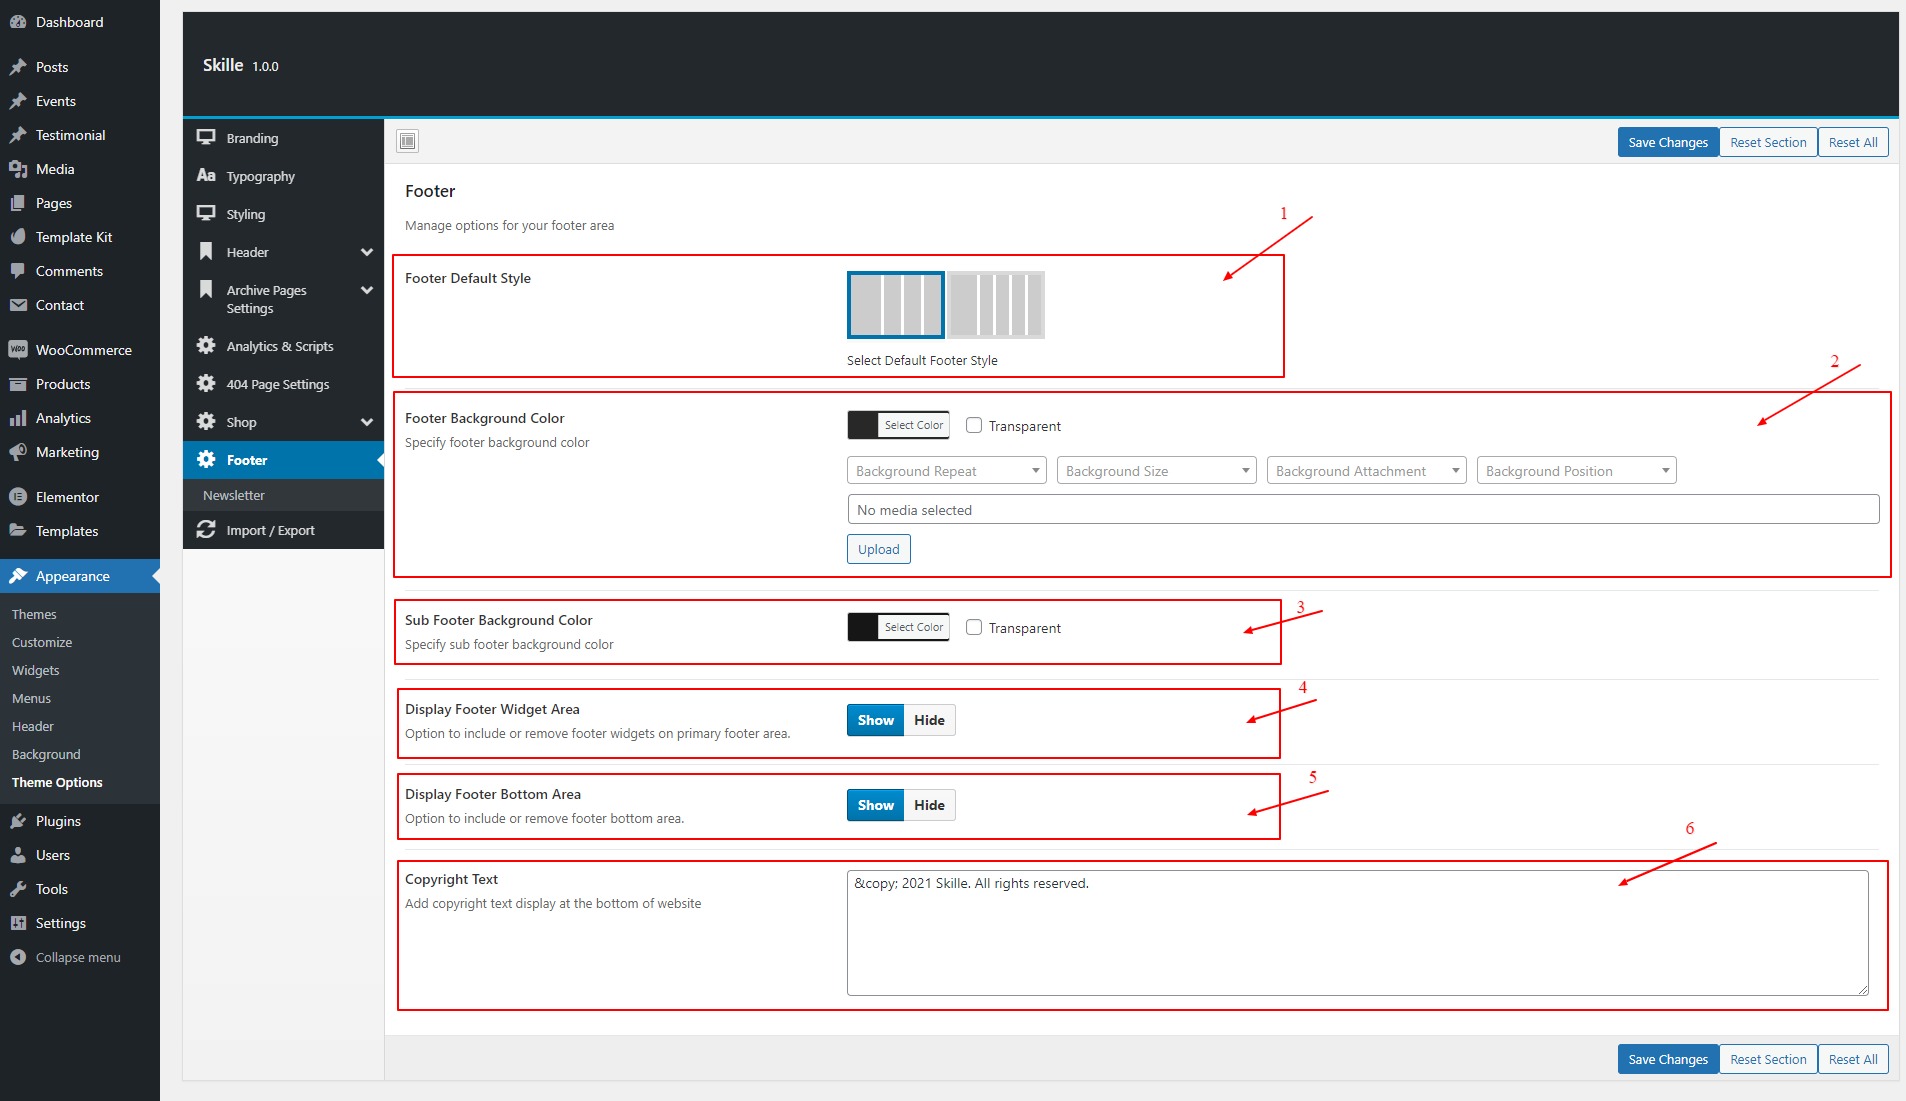 Dashboard
Posts
Events
Testimonial
Media
Pages
Template Kit
Comments
Contact
WooCommerce
Products
Analytics
Marketing
Elementor
Templates
Appearance
Themes
Customize
Widgets
Menus
Header
Background
Theme Options
Plugins
Users
Tools
Settings
Collapse menu
Skille 1.0.0
Branding
Aa Typography
Styling
Header
Archive Pages
Settings
Analytics & Scripts
404 Page Settings
Shop
Footer
Newsletter
Import / Export
Save Changes Reset Section Reset All
Footer
Manage options for your footer area
1
Footer Default Style
Select Default Footer Style
2
Footer Background Color
Specify footer background color
Select Color Transparent
Background Repeat Background Size Background Attachment Background Position
No media selected
Upload
3
Sub Footer Background Color
Specify sub footer background color
Select Color Transparent
4
Display Footer Widget Area
Option to include or remove footer widgets on primary footer area.
Show Hide
5
Display Footer Bottom Area
Option to include or remove footer bottom area.
Show Hide
6
Copyright Text
Add copyright text display at the bottom of website
&copy; 2021 Skille. All rights reserved.
Save Changes Reset Section Reset All